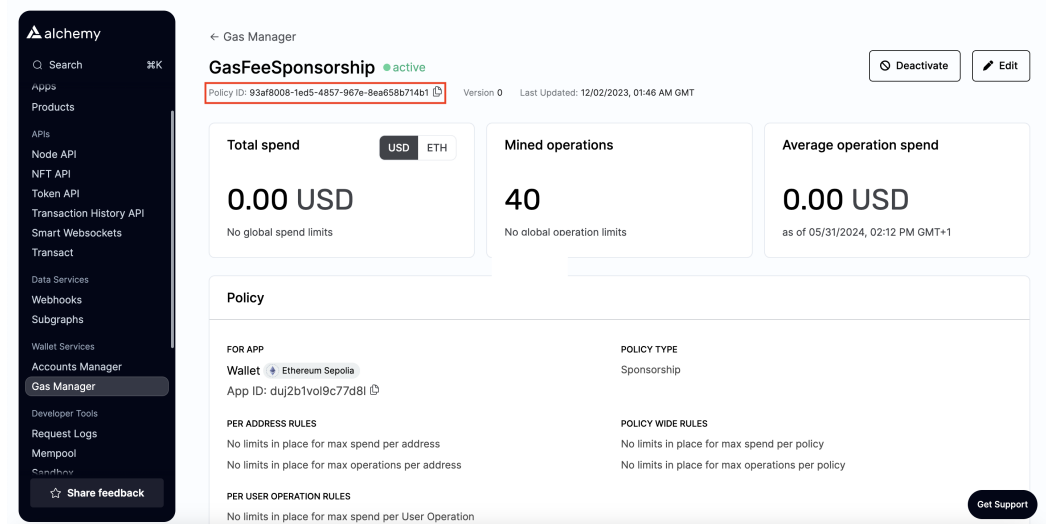 alchemy
Search ⌘K
Apps
Products
APIs
Node API
NFT API
Token API
Transaction History API
Smart Websockets
Transact
Data Services
Webhooks
Subgraphs
Wallet Services
Accounts Manager
Gas Manager
Developer Tools
Request Logs
Mempool
Sandbox
Share feedback
← Gas Manager
GasFeeSponsorship active
Deactivate
Edit
Policy ID: 93af8008-1ed5-4857-967e-8ea658b714b1 Version 0 Last Updated: 12/02/2023, 01:46 AM GMT
Total spend USD ETH
0.00 USD
No global spend limits
Mined operations
40
No global operation limits
Average operation spend
0.00 USD
as of 05/31/2024, 02:12 PM GMT+1
Policy
FOR APP
Wallet Ethereum Sepolia
App ID: duj2b1vol9c77d8l
POLICY TYPE
Sponsorship
PER ADDRESS RULES
No limits in place for max spend per address
No limits in place for max operations per address
POLICY WIDE RULES
No limits in place for max spend per policy
No limits in place for max operations per policy
PER USER OPERATION RULES
No limits in place for max spend per User Operation
Get Support